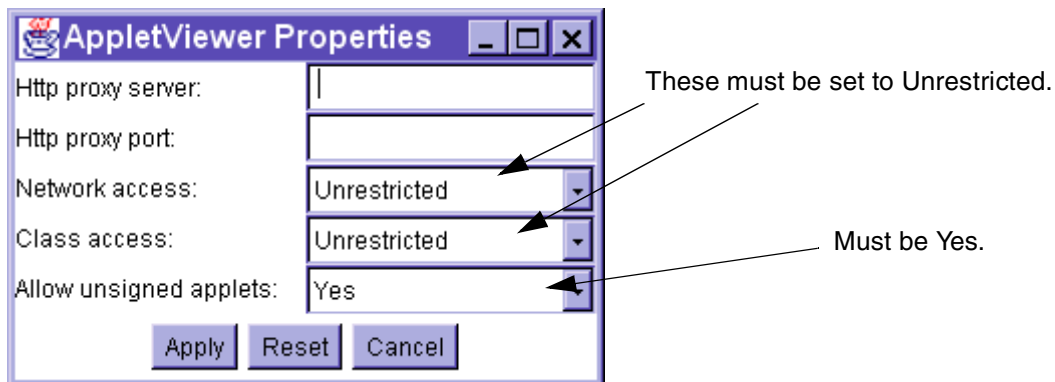 AppletViewer Properties
Http proxy server:
Http proxy port:
Network access: Unrestricted
Class access: Unrestricted
Allow unsigned applets: Yes
Apply Reset Cancel
These must be set to Unrestricted.
Must be Yes.